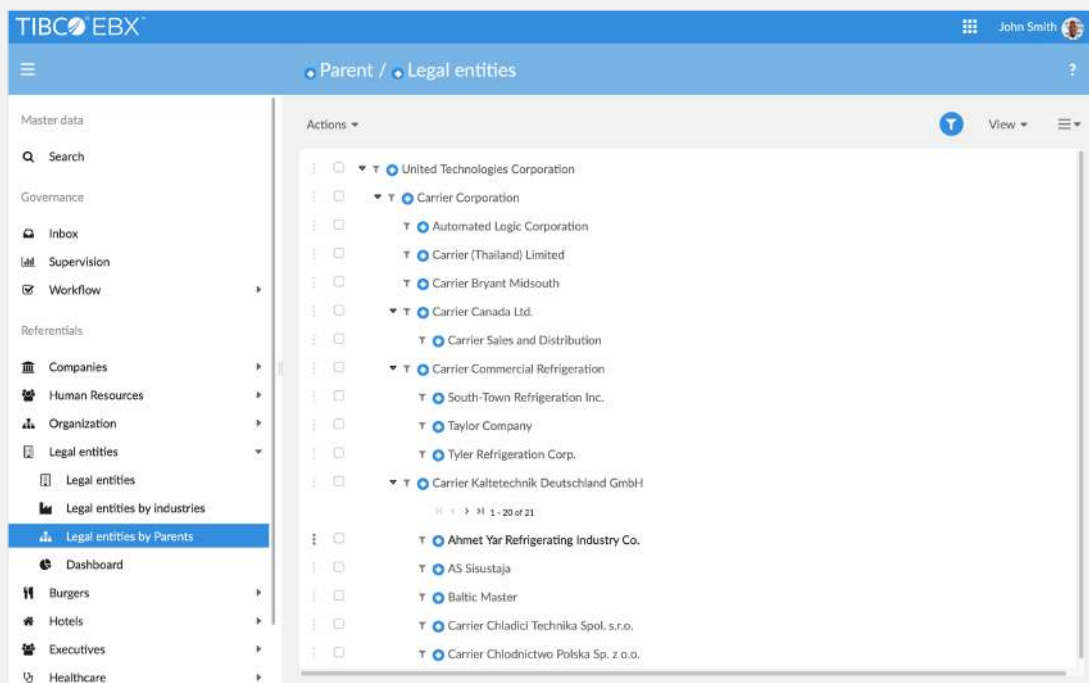 TIBCO EBX™
John Smith
Parent / Legal entities
?
Master data
Search
Governance
Inbox
Supervision
Workflow
Referentials
Companies
Human Resources
Organization
Legal entities
Legal entities
Legal entities by industries
Legal entities by Parents
Dashboard
Burgers
Hotels
Executives
Healthcare
Actions
View
United Technologies Corporation
Carrier Corporation
Automated Logic Corporation
Carrier (Thailand) Limited
Carrier Bryant Midsouth
Carrier Canada Ltd.
Carrier Sales and Distribution
Carrier Commercial Refrigeration
South-Town Refrigeration Inc.
Taylor Company
Tyler Refrigeration Corp.
Carrier Kaltetechnik Deutschland GmbH
1 - 20 of 21
Ahmet Yar Refrigerating Industry Co.
AS Sisustaja
Baltic Master
Carrier Chladici Technika Spol. s.r.o.
Carrier Chlodnictwo Polska Sp. z o.o.